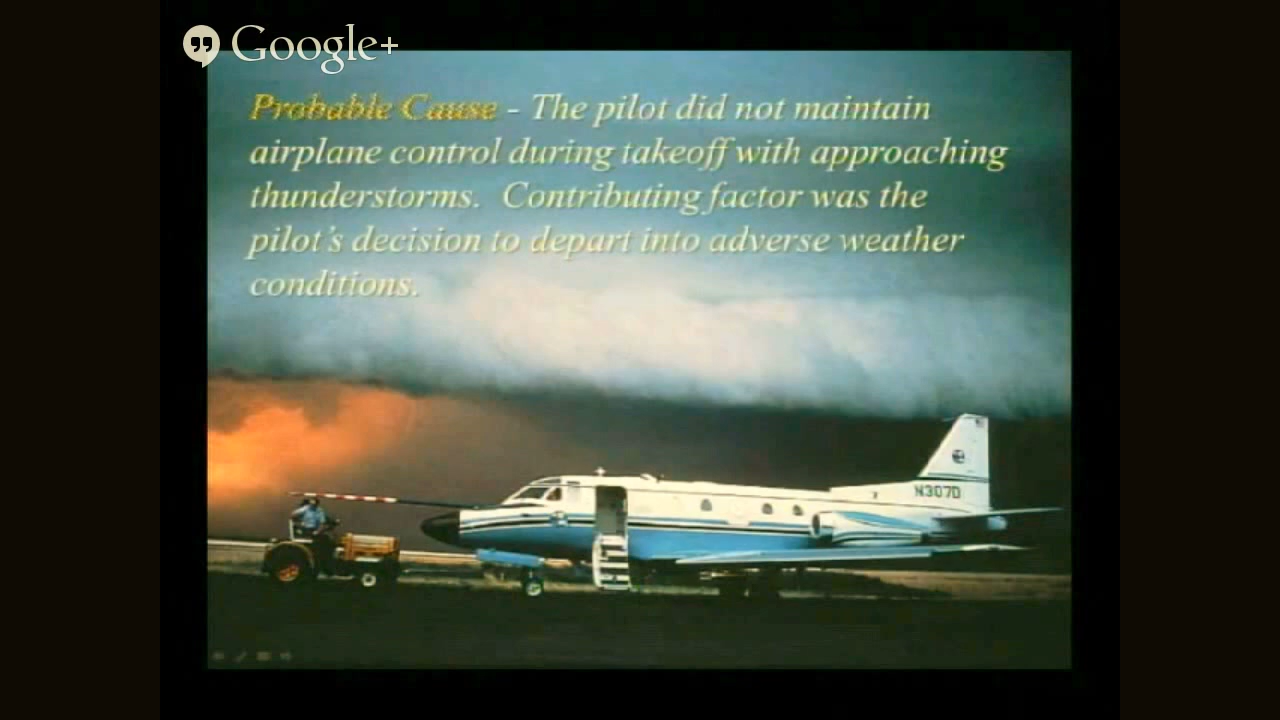 Google+
Probable Cause - The pilot did not maintain
airplane control during takeoff with approaching
thunderstorms.  Contributing factor was the
pilot's decision to depart into adverse weather
conditions.
N307D